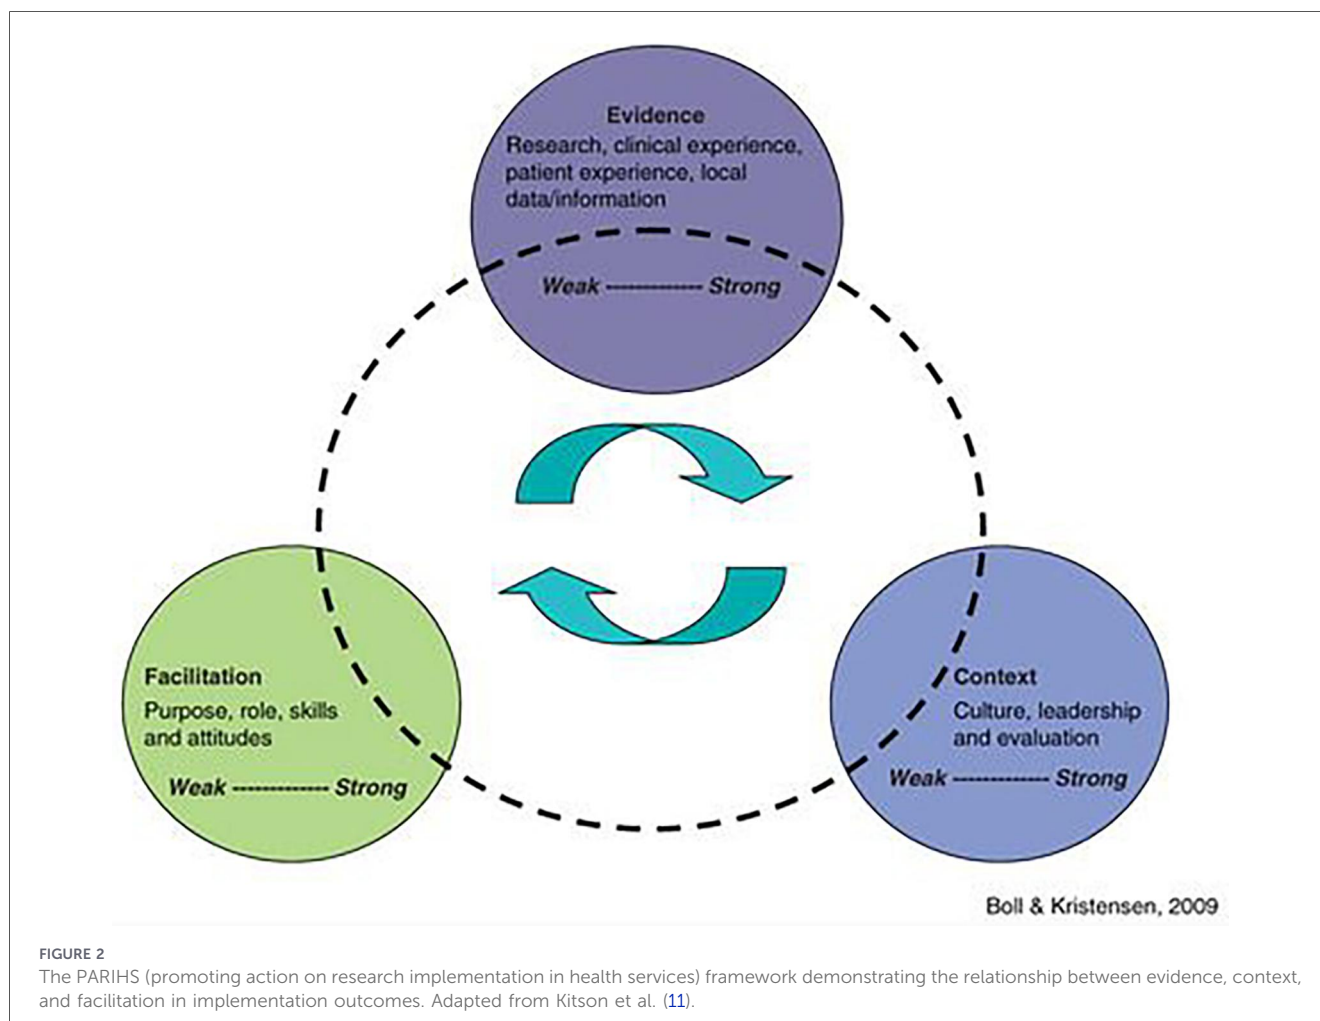 Evidence
Research, clinical experience,
patient experience, local
data/information
Weak ------------ Strong
Facilitation
Purpose, role, skills
and attitudes
Weak ------------ Strong
Context
Culture, leadership
and evaluation
Weak ------------ Strong
Boll & Kristensen, 2009
FIGURE 2
The PARIHS (promoting action on research implementation in health services) framework demonstrating the relationship between evidence, context,
and facilitation in implementation outcomes. Adapted from Kitson et al. (11).